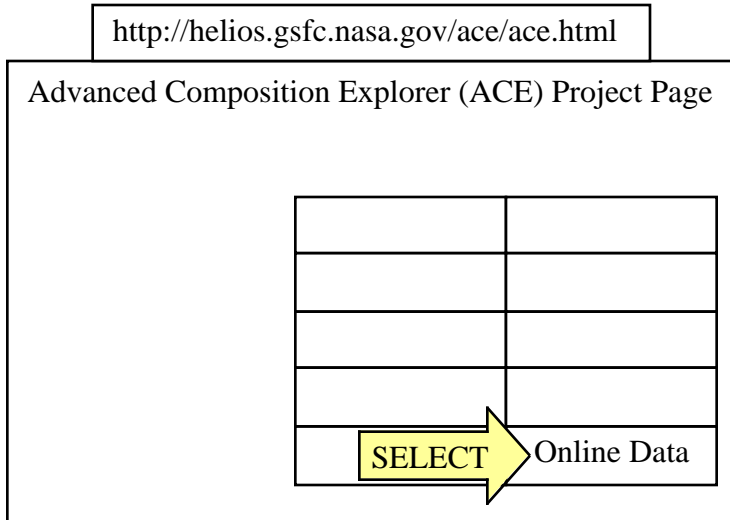 http://helios.gsfc.nasa.gov/ace/ace.html
Advanced Composition Explorer (ACE) Project Page
SELECT
Online Data